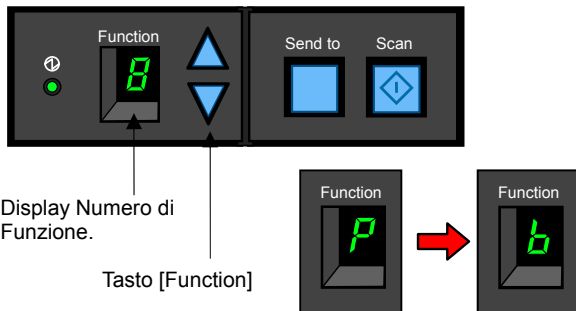 Function
Send to
Scan
8
Display Numero di
Funzione.
Tasto [Function]
Function
Function
P
b